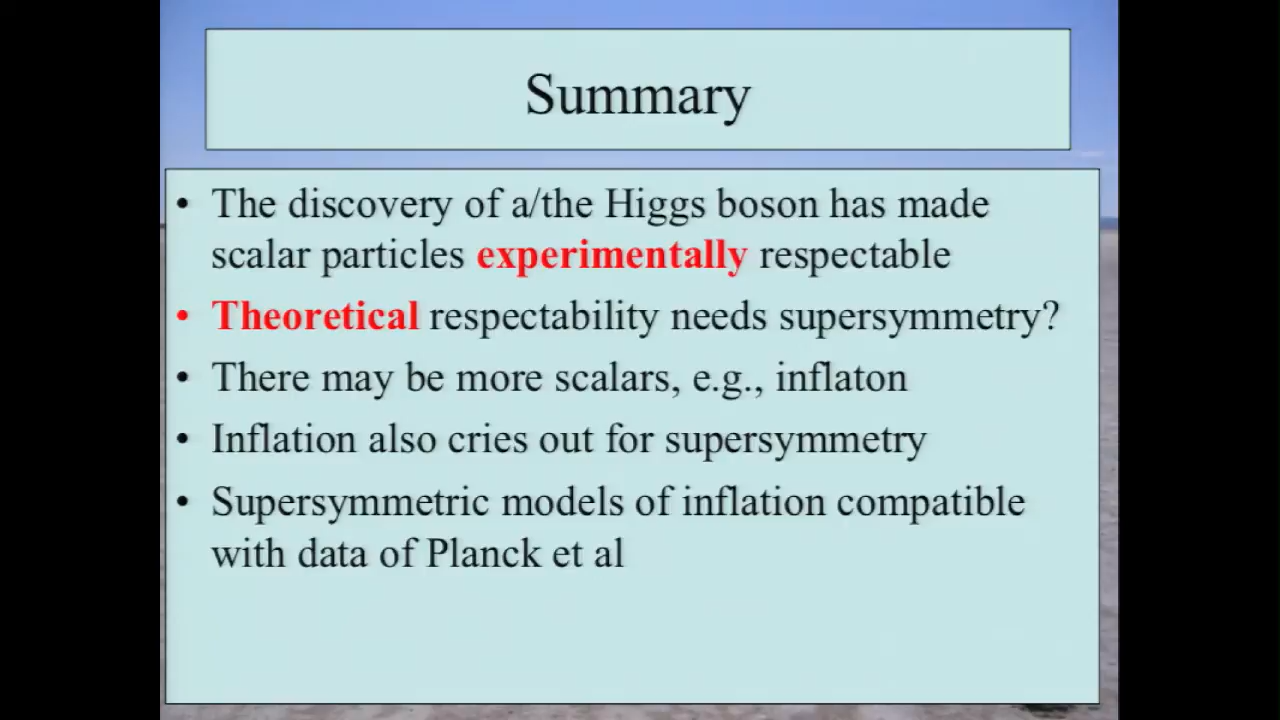 Summary
• The discovery of a/the Higgs boson has made
scalar particles experimentally respectable
• Theoretical respectability needs supersymmetry?
• There may be more scalars, e.g., inflaton
• Inflation also cries out for supersymmetry
• Supersymmetric models of inflation compatible
with data of Planck et al